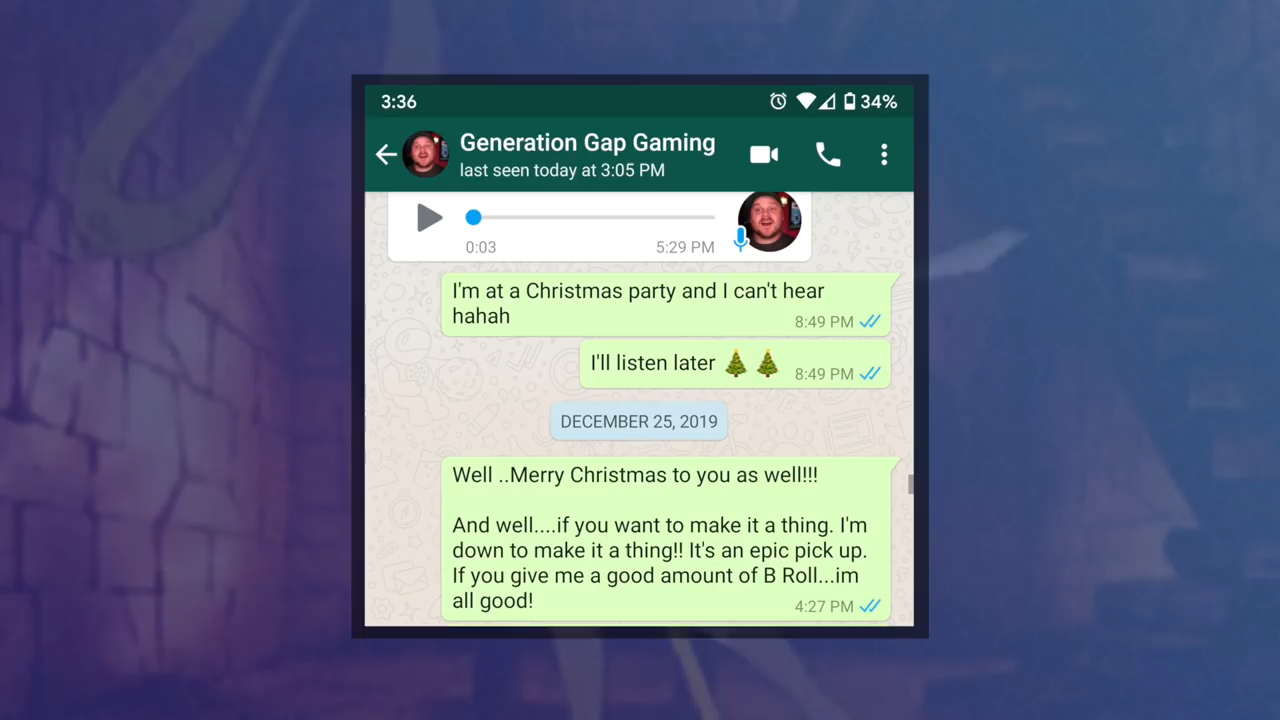 3:36
34%
Generation Gap Gaming
last seen today at 3:05 PM
0:03
5:29 PM
I'm at a Christmas party and I can't hear
hahah
8:49 PM
I'll listen later 🎄 🎄
8:49 PM
DECEMBER 25, 2019
Well ..Merry Christmas to you as well!!!
And well....if you want to make it a thing. I'm
down to make it a thing!! It's an epic pick up.
If you give me a good amount of B Roll...im
all good!
4:27 PM